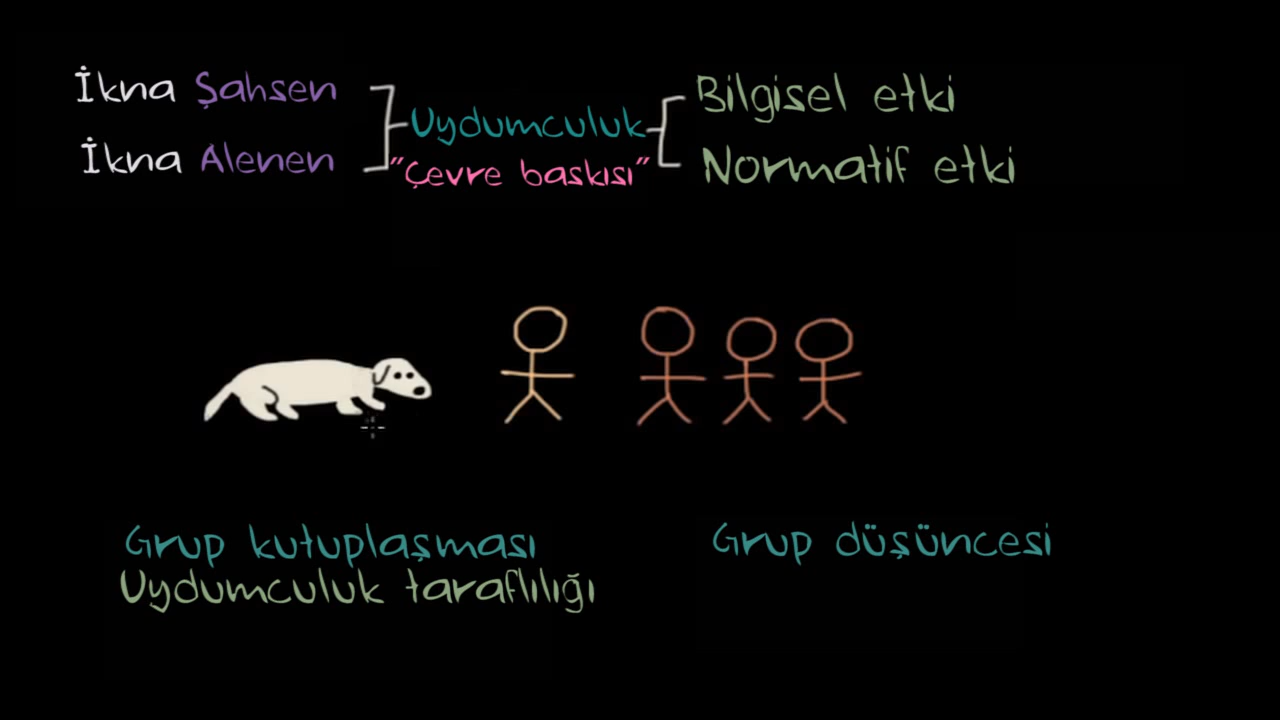 İkna Şahsen
İkna Alenen
Uydumculuk
"Çevre baskısı"
Bilgisel etki
Normatif etki
Grup kutuplaşması
Uydumculuk taraflılığı
Grup düşüncesi